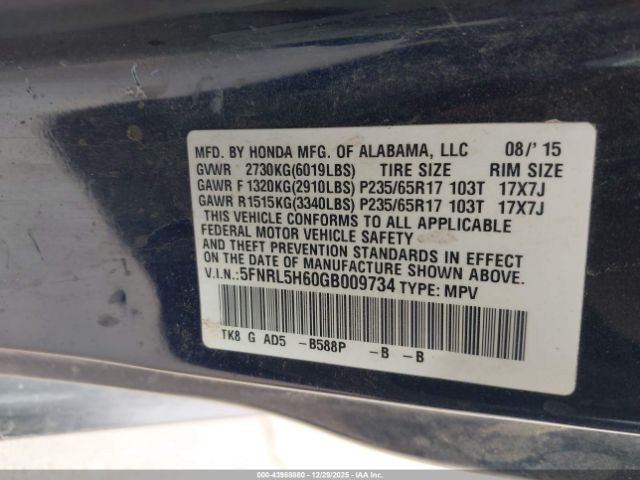 MFD. BY HONDA MFG. OF ALABAMA, LLC 08/' 15
GVWR 2730KG(6019LBS) TIRE SIZE RIM SIZE
GAWR F 1320KG(2910LBS) P235/65R17 103T 17X7J
GAWR R1515KG(3340LBS) P235/65R17 103T 17X7J
THIS VEHICLE CONFORMS TO ALL APPLICABLE
FEDERAL MOTOR VEHICLE SAFETY
AND THEFT PREVENTION STANDARDS IN EFFECT
ON THE DATE OF MANUFACTURE SHOWN ABOVE.
V.I.N.:5FNRL5H60GB009734 TYPE: MPV
TK8 G AD5 -B588P -B -B
000-43968880 - 12/29/2025 - IAAI.com